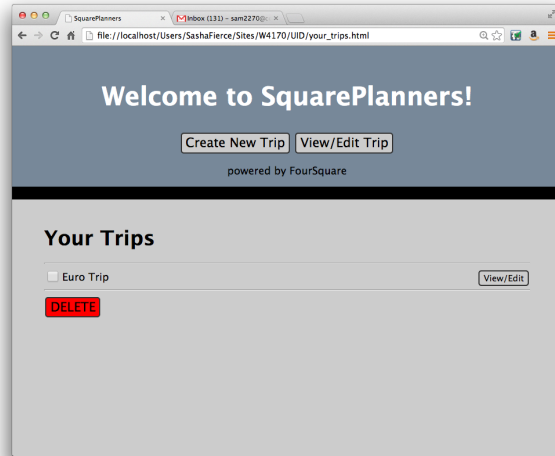 SquarePlanners
Inbox (131) – sam2270@
file://localhost/Users/SashaFierce/Sites/W4170/UID/your_trips.html
Welcome to SquarePlanners!
Create New Trip View/Edit Trip
powered by FourSquare
Your Trips
Euro Trip View/Edit
DELETE